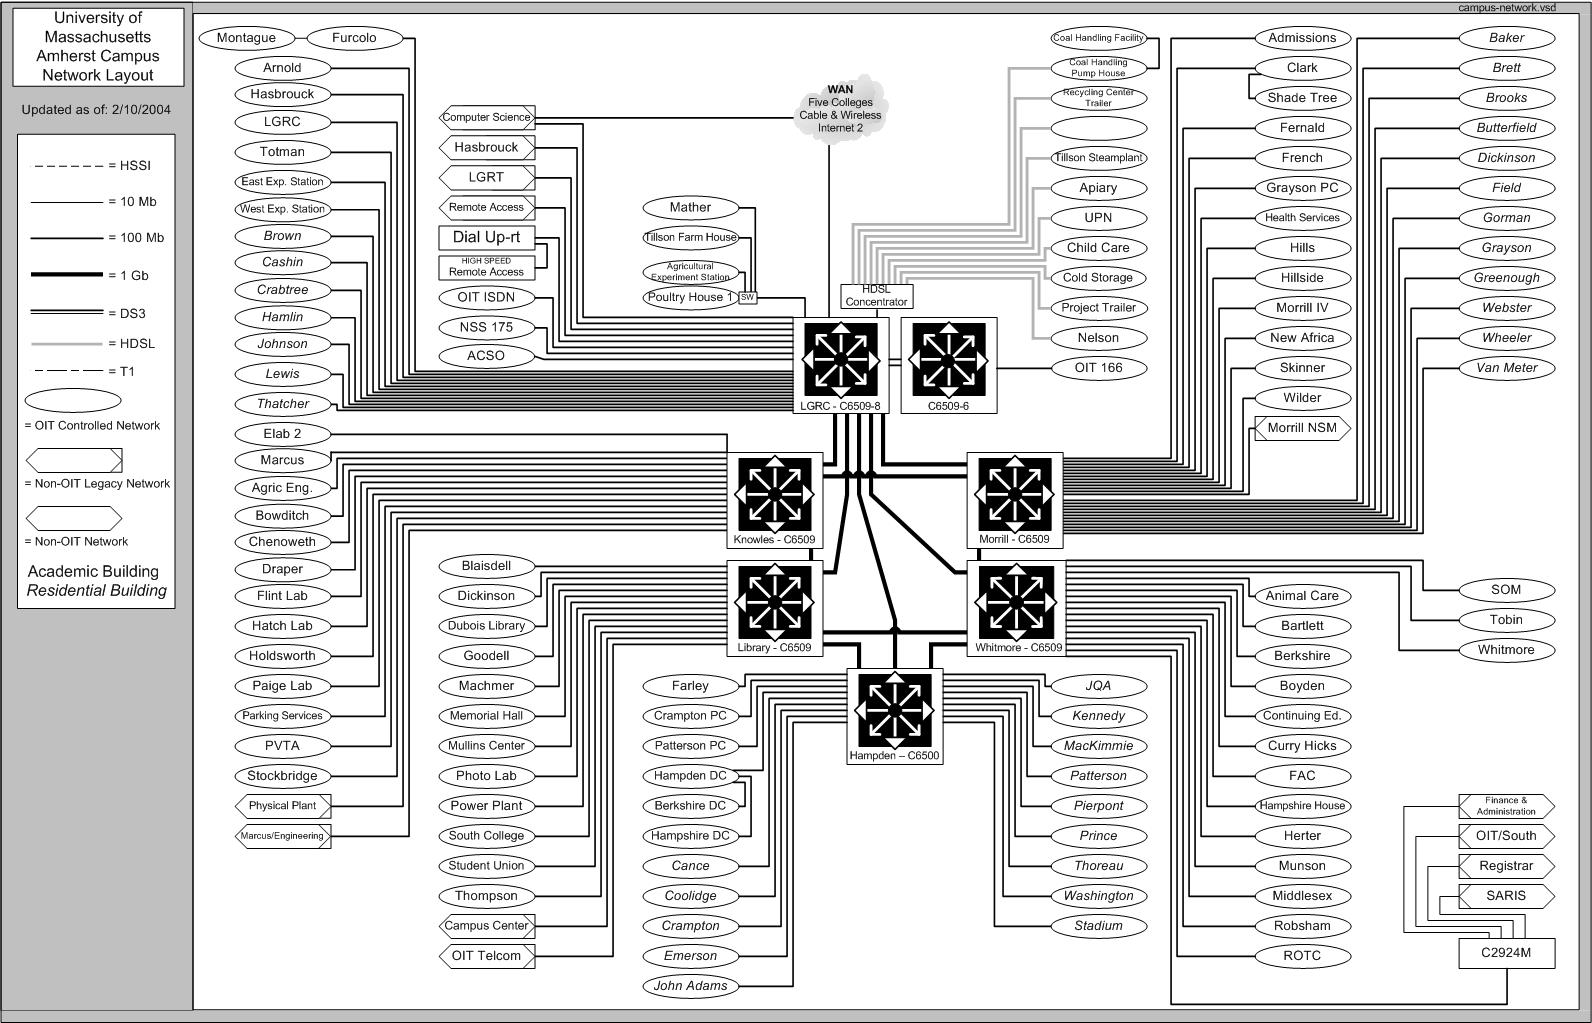 campus-network.vsd
University of
Massachusetts
Amherst Campus
Network Layout
Updated as of: 2/10/2004
= HSSI
= 10 Mb
= 100 Mb
= 1 Gb
= DS3
= HDSL
= T1
= OIT Controlled Network
= Non-OIT Legacy Network
= Non-OIT Network
Academic Building
Residential Building
Montague
Furcolo
Arnold
Hasbrouck
LGRC
Totman
East Exp. Station
West Exp. Station
Brown
Cashin
Crabtree
Hamlin
Johnson
Lewis
Thatcher
Elab 2
Marcus
Agric Eng.
Bowditch
Chenoweth
Draper
Flint Lab
Hatch Lab
Holdsworth
Paige Lab
Parking Services
PVTA
Stockbridge
Physical Plant
Marcus/Engineering
Computer Science
Hasbrouck
LGRT
Remote Access
Dial Up-rt
HIGH SPEED
Remote Access
OIT ISDN
NSS 175
ACSO
Blaisdell
Dickinson
Dubois Library
Goodell
Machmer
Memorial Hall
Mullins Center
Photo Lab
Power Plant
South College
Student Union
Thompson
Campus Center
OIT Telcom
Mather
Tillson Farm House
Agricultural
Experiment Station
Poultry House 1
SW
WAN
Five Colleges
Cable & Wireless
Internet 2
HDSL
Concentrator
LGRC - C6509-8
C6509-6
Knowles - C6509
Morrill - C6509
Library - C6509
Whitmore - C6509
Hampden – C6500
Farley
Crampton PC
Patterson PC
Hampden DC
Berkshire DC
Hampshire DC
Cance
Coolidge
Crampton
Emerson
John Adams
Coal Handling Facility
Coal Handling
Pump House
Recycling Center
Trailer
Tillson Steamplant
Apiary
UPN
Child Care
Cold Storage
Project Trailer
Nelson
OIT 166
JQA
Kennedy
MacKimmie
Patterson
Pierpont
Prince
Thoreau
Washington
Stadium
Admissions
Clark
Shade Tree
Fernald
French
Grayson PC
Health Services
Hills
Hillside
Morrill IV
New Africa
Skinner
Wilder
Morrill NSM
Animal Care
Bartlett
Berkshire
Boyden
Continuing Ed.
Curry Hicks
FAC
Hampshire House
Herter
Munson
Middlesex
Robsham
ROTC
Baker
Brett
Brooks
Butterfield
Dickinson
Field
Gorman
Grayson
Greenough
Webster
Wheeler
Van Meter
SOM
Tobin
Whitmore
Finance &
Administration
OIT/South
Registrar
SARIS
C2924M